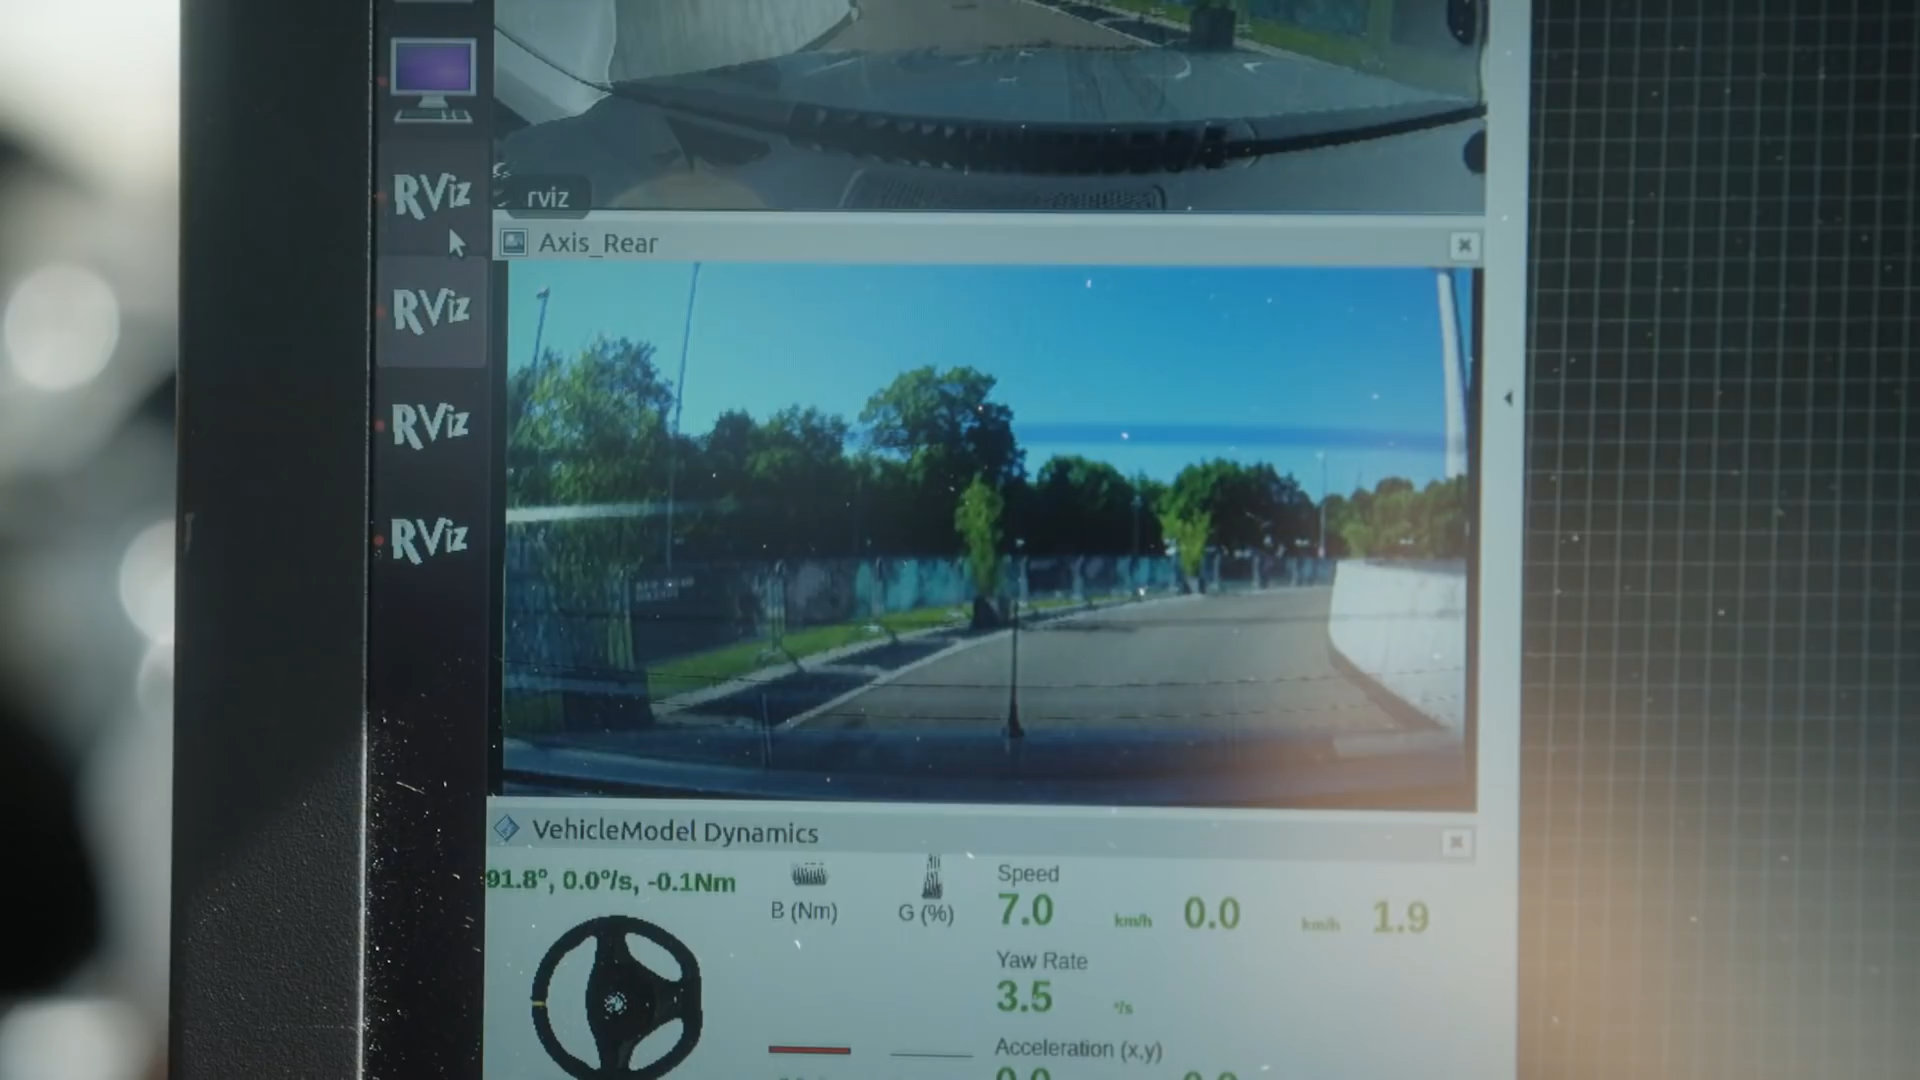 RViz
rviz
Axis_Rear
RViz
RViz
RViz
VehicleModel Dynamics
91.8°, 0.0°/s, -0.1Nm
B (Nm)
G (%)
Speed
7.0 km/h 0.0 km/h 1.9
Yaw Rate
3.5 °/s
Acceleration (x,y)